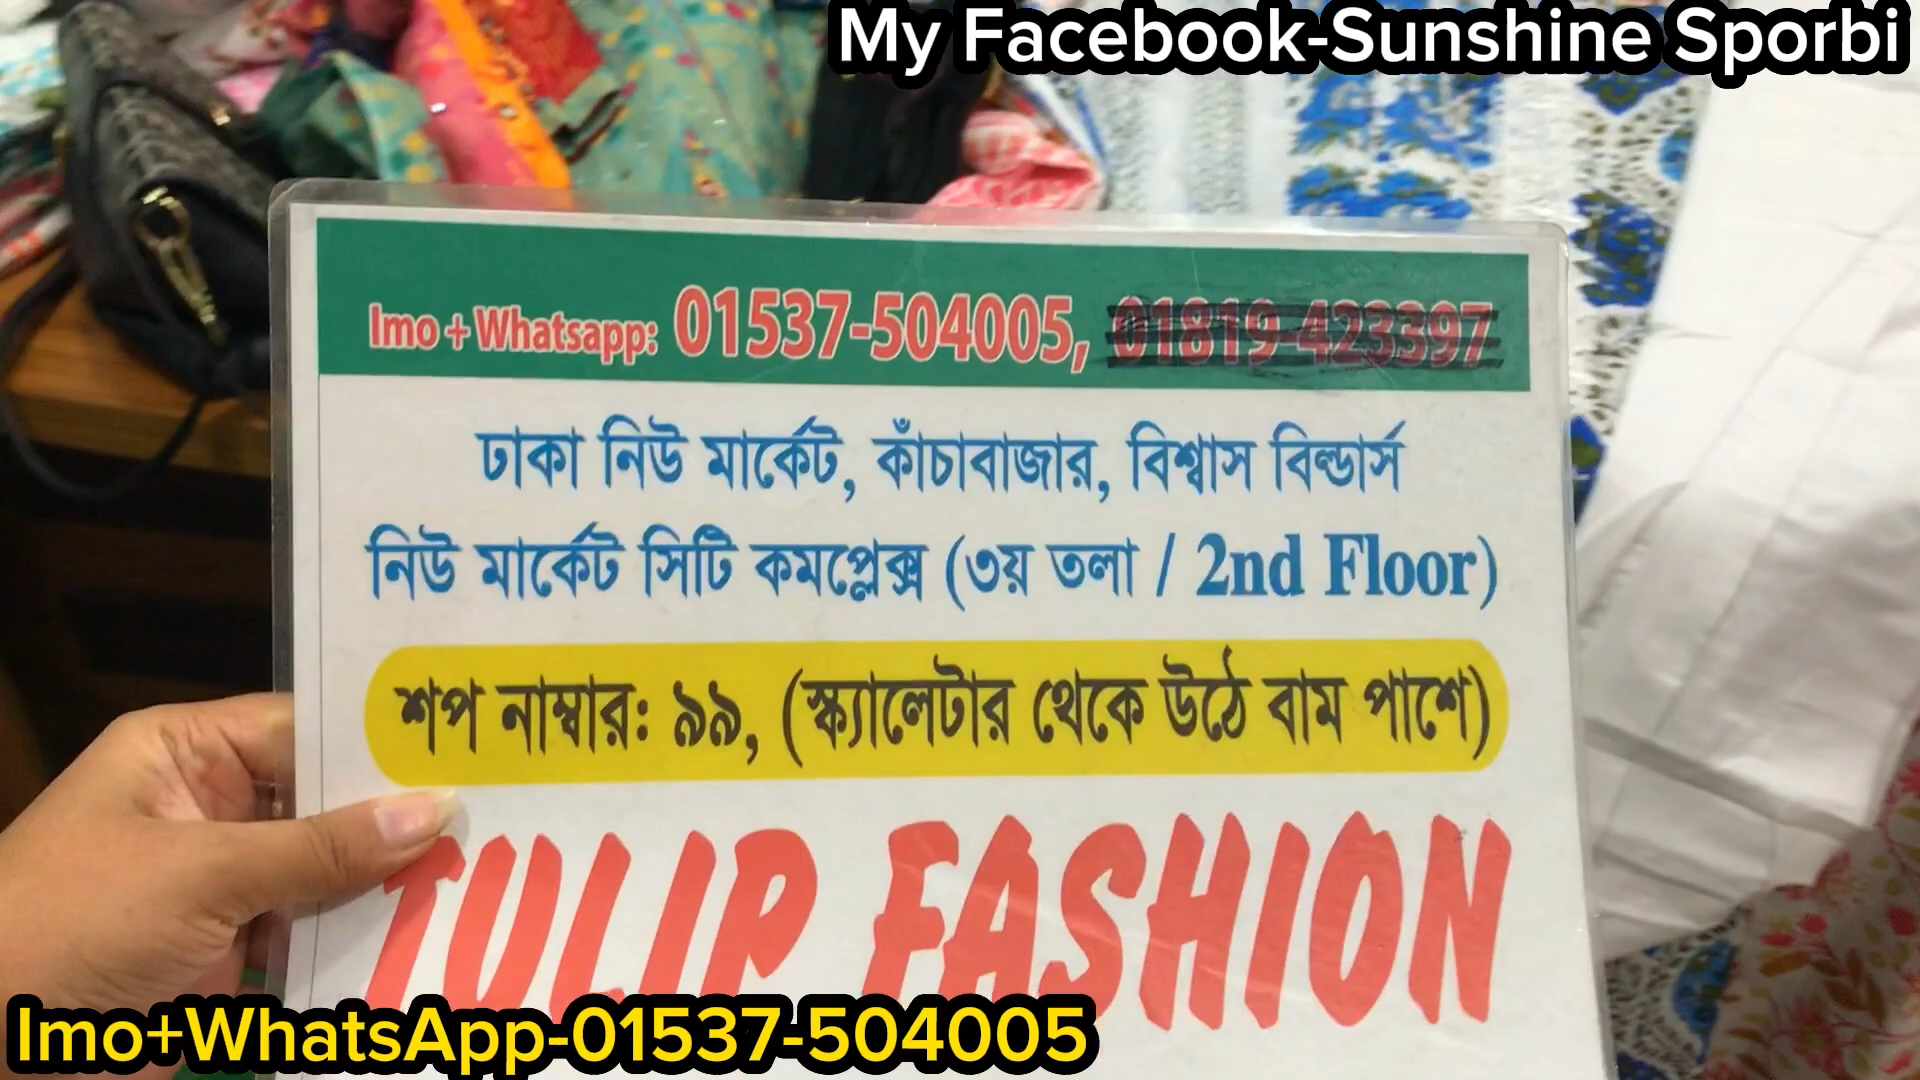 My Facebook-Sunshine Sporbi
Imo + Whatsapp: 01537-504005, 01819-423397
ঢাকা নিউ মার্কেট, কাঁচাবাজার, বিশ্বাস বিল্ডার্স
নিউ মার্কেট সিটি কমপ্লেক্স (৩য় তলা / 2nd Floor)
শপ নাম্বার: ৯৯, (স্ক্যালেটার থেকে উঠে বাম পাশে)
TULIP FASHION
Imo+WhatsApp-01537-504005